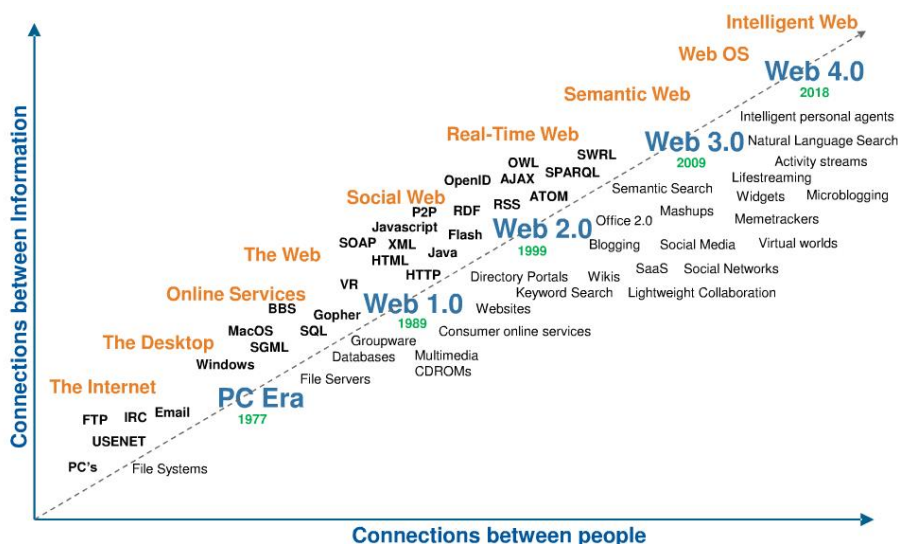 Intelligent Web
Web OS
Web 4.0
2018
Semantic Web
Intelligent personal agents
Real-Time Web
Web 3.0
Natural Language Search
2009
Activity streams
SWRL
OWL
SPARQL
OpenID
AJAX
Lifestreaming
Semantic Search
Widgets
Microblogging
Social Web
ATOM
RSS
RDF
P2P
Mashups
Memetrackers
Office 2.0
Javascript
Flash
Web 2.0
1999
SOAP
XML
Java
HTML
Blogging
Social Media
Virtual worlds
The Web
HTTP
Directory Portals
Wikis
SaaS
Social Networks
VR
Keyword Search
Lightweight Collaboration
Online Services
Web 1.0
1989
Websites
BBS
Gopher
MacOS
SQL
Consumer online services
SGML
Groupware
The Desktop
Databases
Multimedia
CDROMs
Windows
File Servers
The Internet
PC Era
1977
FTP
IRC
Email
USENET
PC's
File Systems
Connections between Information
Connections between people